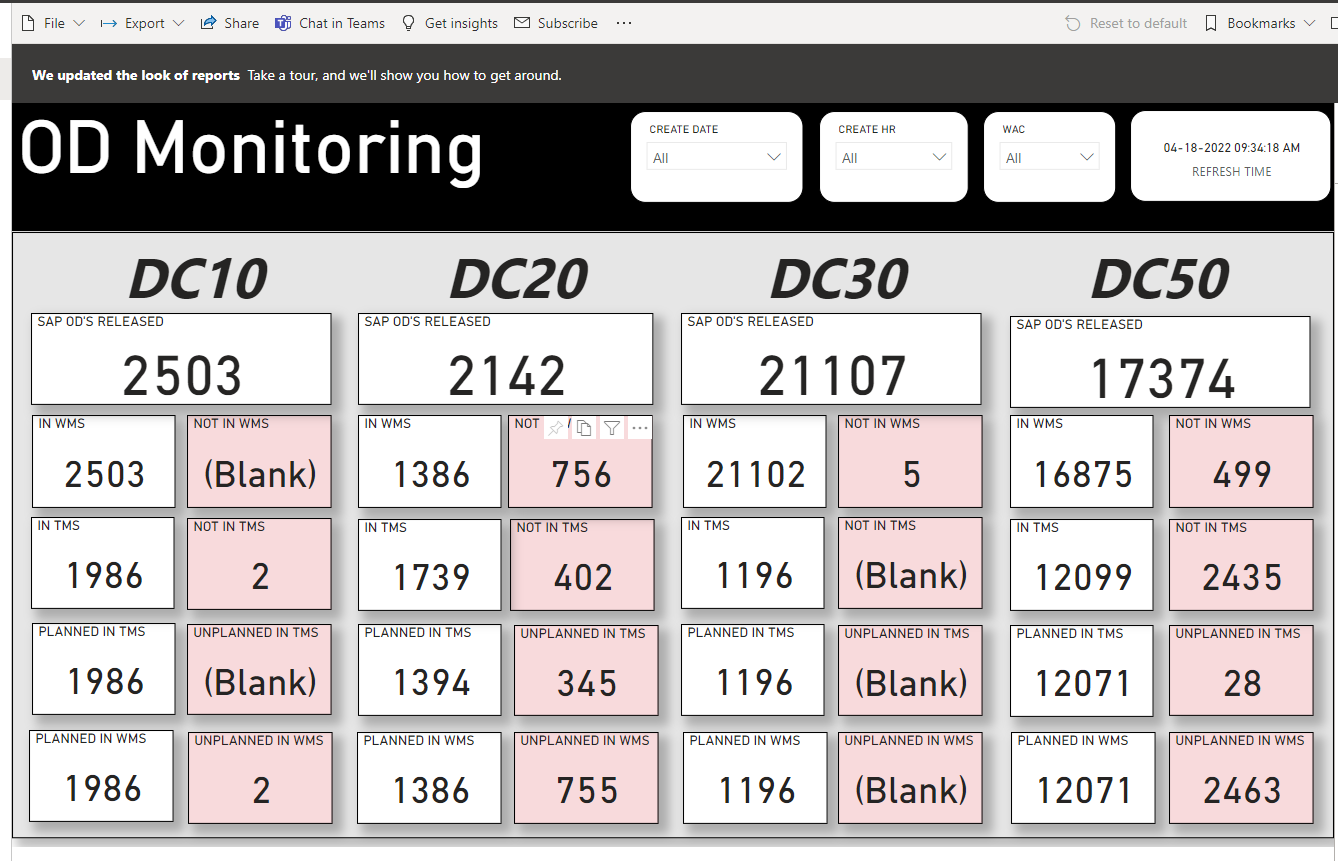 File Export Share Chat in Teams Get insights Subscribe ··· Reset to default Bookmarks
We updated the look of reports Take a tour, and we'll show you how to get around.
OD Monitoring
CREATE DATE
All
CREATE HR
All
WAC
All
04-18-2022 09:34:18 AM
REFRESH TIME
DC10 DC20 DC30 DC50
SAP OD'S RELEASED SAP OD'S RELEASED SAP OD'S RELEASED SAP OD'S RELEASED
2503 2142 21107 17374
IN WMS NOT IN WMS IN WMS NOT IN WMS NOT IN WMS IN WMS NOT IN WMS
2503 (Blank) 1386 756 21102 5 16875 499
IN TMS NOT IN TMS IN TMS NOT IN TMS IN TMS NOT IN TMS IN TMS NOT IN TMS
1986 2 1739 402 1196 (Blank) 12099 2435
PLANNED IN TMS UNPLANNED IN TMS PLANNED IN TMS UNPLANNED IN TMS PLANNED IN TMS UNPLANNED IN TMS PLANNED IN TMS UNPLANNED IN TMS
1986 (Blank) 1394 345 1196 (Blank) 12071 28
PLANNED IN WMS UNPLANNED IN WMS PLANNED IN WMS UNPLANNED IN WMS PLANNED IN WMS UNPLANNED IN WMS PLANNED IN WMS UNPLANNED IN WMS
1986 2 1386 755 1196 (Blank) 12071 2463